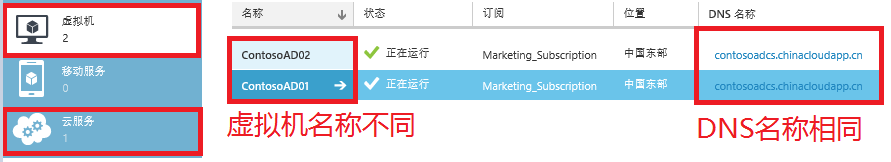 虚拟机
2
移动服务
0
云服务
1
名称 状态 订阅 位置 DNS 名称
ContosoAD02 正在运行 Marketing_Subscription 中国东部 contosoadcs.chinacloudapp.cn
ContosoAD01 正在运行 Marketing_Subscription 中国东部 contosoadcs.chinacloudapp.cn
虚拟机名称不同 DNS名称相同